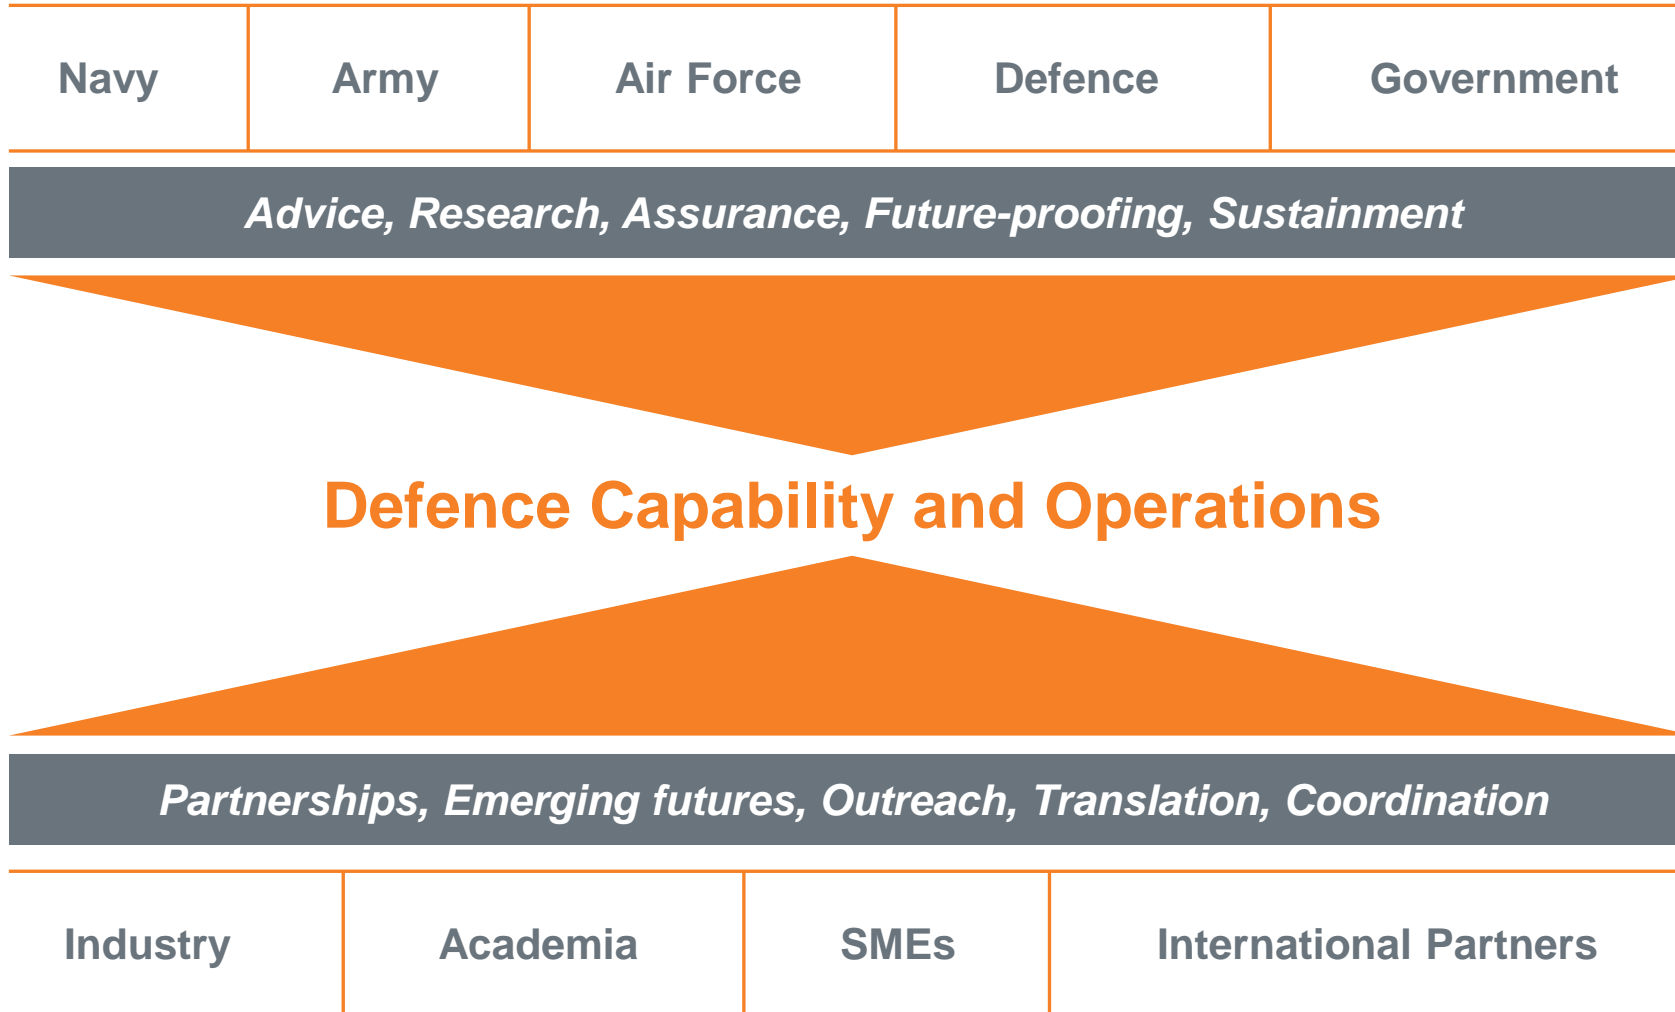 Navy Army Air Force Defence Government
Advice, Research, Assurance, Future-proofing, Sustainment
Defence Capability and Operations
Partnerships, Emerging futures, Outreach, Translation, Coordination
Industry Academia SMEs International Partners